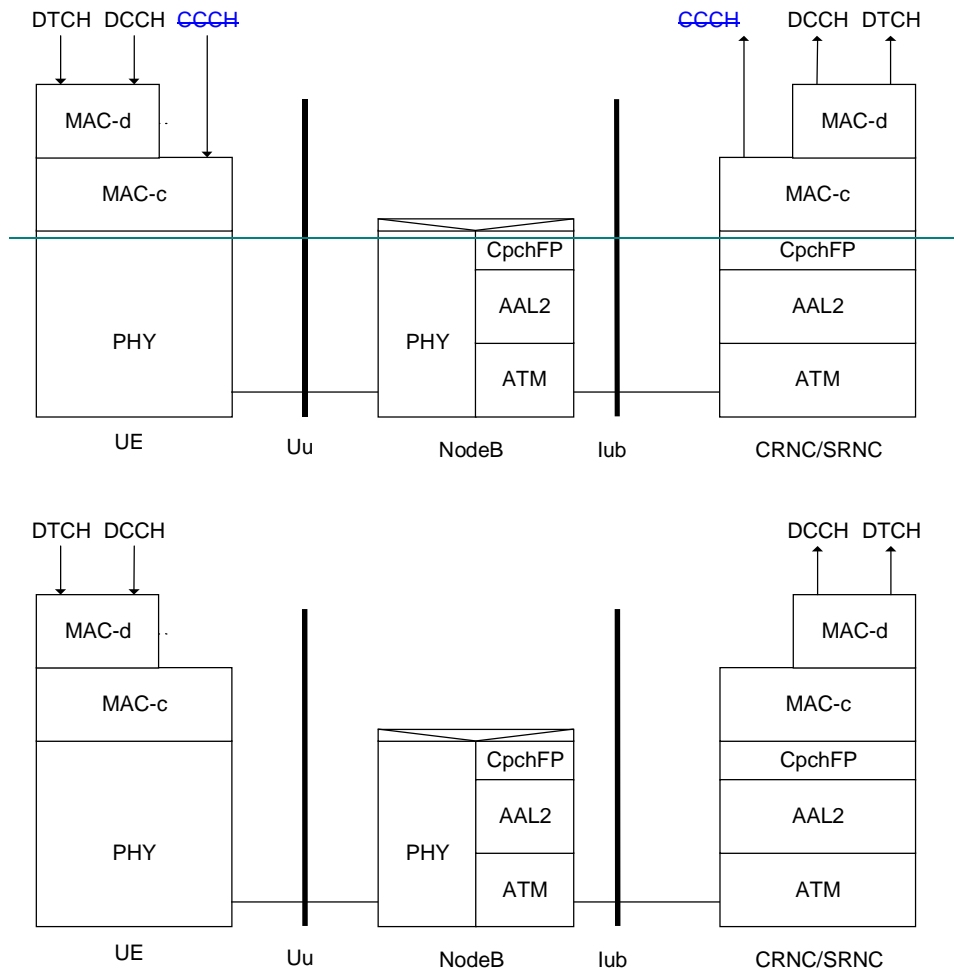 DTCH DCCH CCCH CCCH DCCH DTCH
MAC-d MAC-d
MAC-c MAC-c
CpchFP CpchFP
AAL2 AAL2
PHY PHY
ATM ATM
UE Uu NodeB Iub CRNC/SRNC
DTCH DCCH DCCH DTCH
MAC-d MAC-d
MAC-c MAC-c
CpchFP CpchFP
AAL2 AAL2
PHY PHY
ATM ATM
UE Uu NodeB Iub CRNC/SRNC